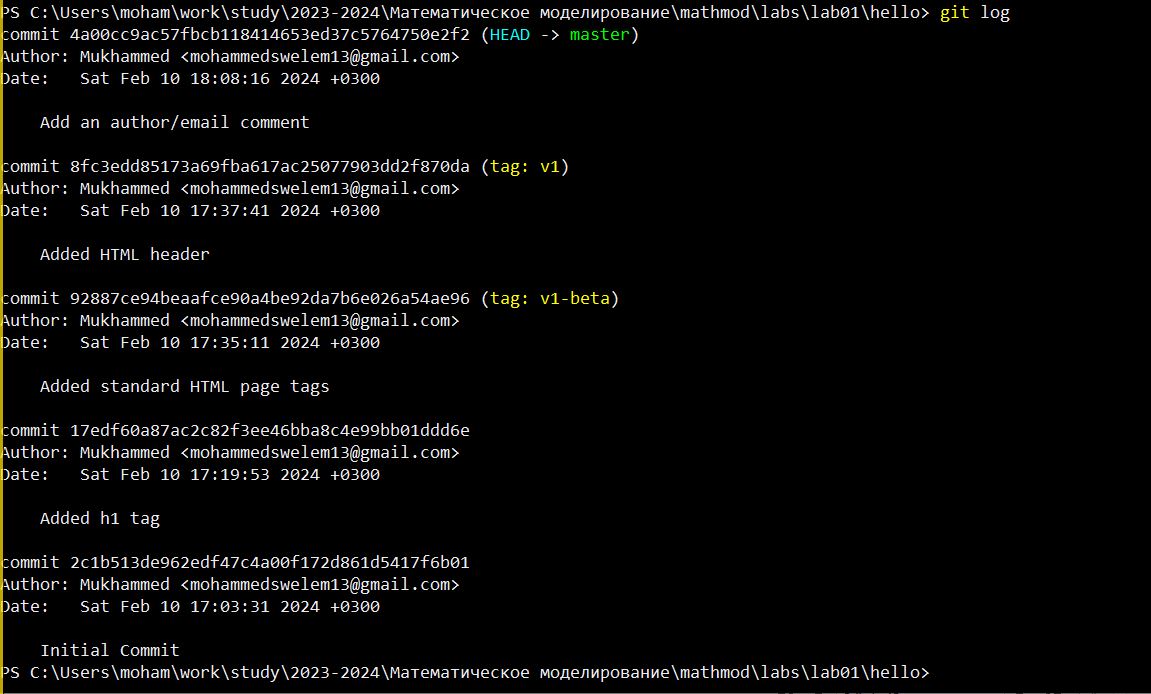 PS C:\Users\moham\work\study\2023-2024\Математическое моделирование\mathmod\labs\lab01\hello> git log
commit 4a00cc9ac57fbcb118414653ed37c5764750e2f2 (HEAD -> master)
Author: Mukhammed <mohammedswelem13@gmail.com>
Date:   Sat Feb 10 18:08:16 2024 +0300

    Add an author/email comment

commit 8fc3edd85173a69fba617ac25077903dd2f870da (tag: v1)
Author: Mukhammed <mohammedswelem13@gmail.com>
Date:   Sat Feb 10 17:37:41 2024 +0300

    Added HTML header

commit 92887ce94beaafce90a4be92da7b6e026a54ae96 (tag: v1-beta)
Author: Mukhammed <mohammedswelem13@gmail.com>
Date:   Sat Feb 10 17:35:11 2024 +0300

    Added standard HTML page tags

commit 17edf60a87ac2c82f3ee46bba8c4e99bb01ddd6e
Author: Mukhammed <mohammedswelem13@gmail.com>
Date:   Sat Feb 10 17:19:53 2024 +0300

    Added h1 tag

commit 2c1b513de962edf47c4a00f172d861d5417f6b01
Author: Mukhammed <mohammedswelem13@gmail.com>
Date:   Sat Feb 10 17:03:31 2024 +0300

    Initial Commit
PS C:\Users\moham\work\study\2023-2024\Математическое моделирование\mathmod\labs\lab01\hello>